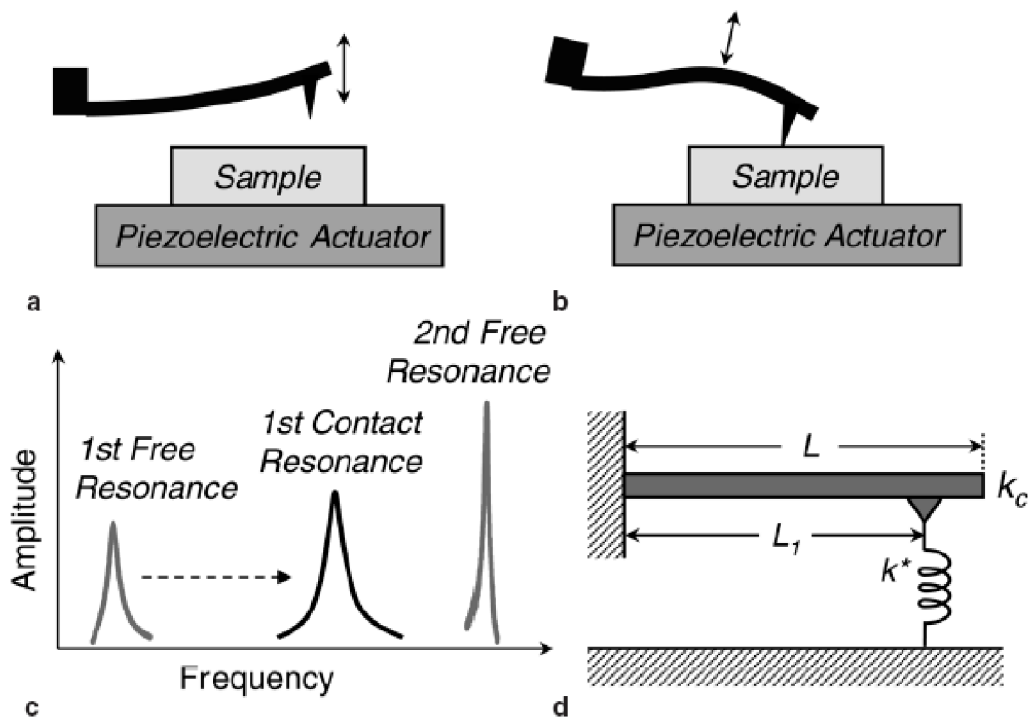 Sample
Piezoelectric Actuator
a
Sample
Piezoelectric Actuator
b
Amplitude
1st Free
Resonance
1st Contact
Resonance
2nd Free
Resonance
Frequency
c
L
k_c
L_1
k*
d